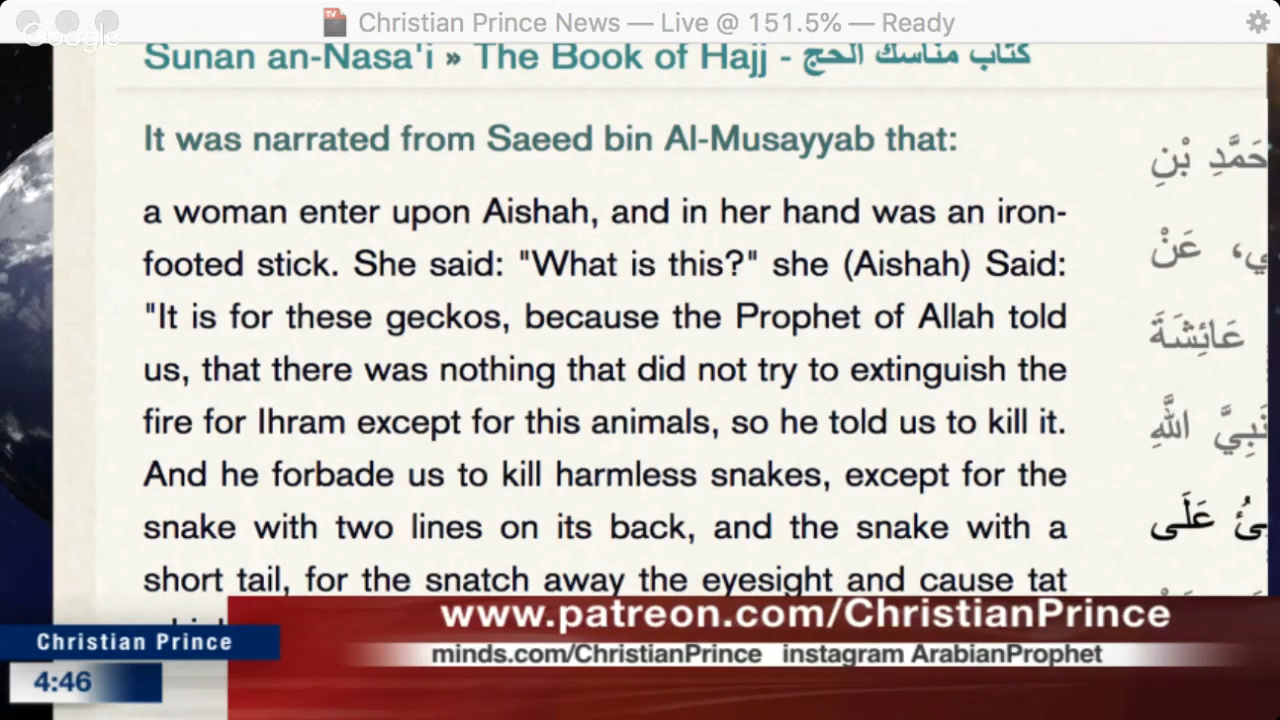 Christian Prince News — Live @ 151.5% — Ready
Google
Sunan an-Nasa'i » The Book of Hajj - كتاب مناسك الحج
It was narrated from Saeed bin Al-Musayyab that:
a woman enter upon Aishah, and in her hand was an iron-
footed stick. She said: "What is this?" she (Aishah) Said:
"It is for these geckos, because the Prophet of Allah told
us, that there was nothing that did not try to extinguish the
fire for Ihram except for this animals, so he told us to kill it.
And he forbade us to kill harmless snakes, except for the
snake with two lines on its back, and the snake with a
short tail, for the snatch away the eyesight and cause tat
بْنِ
عَنْ
عَائِشَةَ
اللَّهِ
عَلَى
www.patreon.com/ChristianPrince
minds.com/ChristianPrince instagram ArabianProphet
Christian Prince
4:46